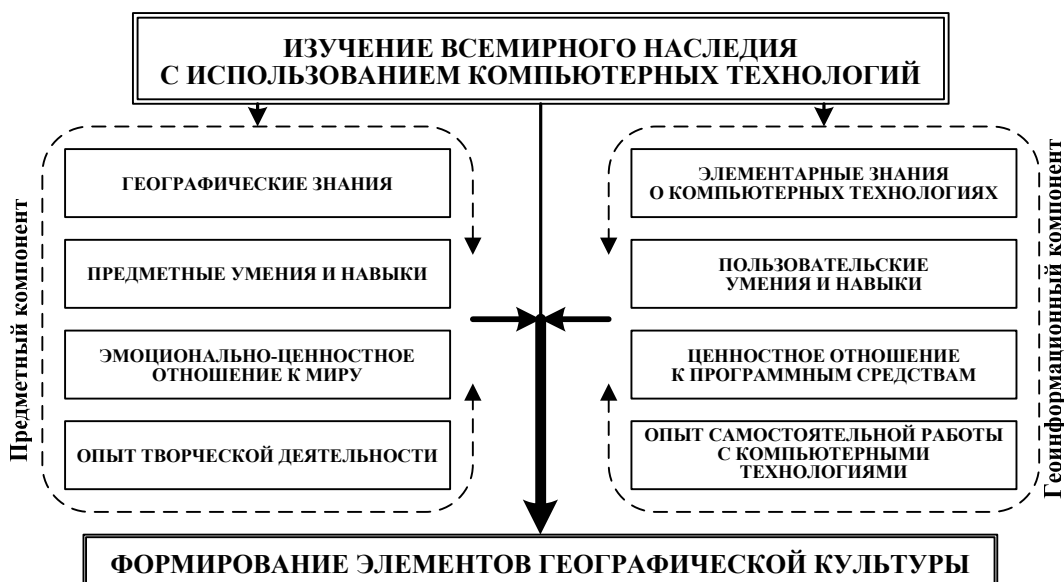 ИЗУЧЕНИЕ ВСЕМИРНОГО НАСЛЕДИЯ
С ИСПОЛЬЗОВАНИЕМ КОМПЬЮТЕРНЫХ ТЕХНОЛОГИЙ
Предметный компонент
ГЕОГРАФИЧЕСКИЕ ЗНАНИЯ
ПРЕДМЕТНЫЕ УМЕНИЯ И НАВЫКИ
ЭМОЦИОНАЛЬНО-ЦЕННОСТНОЕ
ОТНОШЕНИЕ К МИРУ
ОПЫТ ТВОРЧЕСКОЙ ДЕЯТЕЛЬНОСТИ
ЭЛЕМЕНТАРНЫЕ ЗНАНИЯ
О КОМПЬЮТЕРНЫХ ТЕХНОЛОГИЯХ
ПОЛЬЗОВАТЕЛЬСКИЕ
УМЕНИЯ И НАВЫКИ
ЦЕННОСТНОЕ ОТНОШЕНИЕ
К ПРОГРАММНЫМ СРЕДСТВАМ
ОПЫТ САМОСТОЯТЕЛЬНОЙ РАБОТЫ
С КОМПЬЮТЕРНЫМИ
ТЕХНОЛОГИЯМИ
Геоинформационный компонент
ФОРМИРОВАНИЕ ЭЛЕМЕНТОВ ГЕОГРАФИЧЕСКОЙ КУЛЬТУРЫ